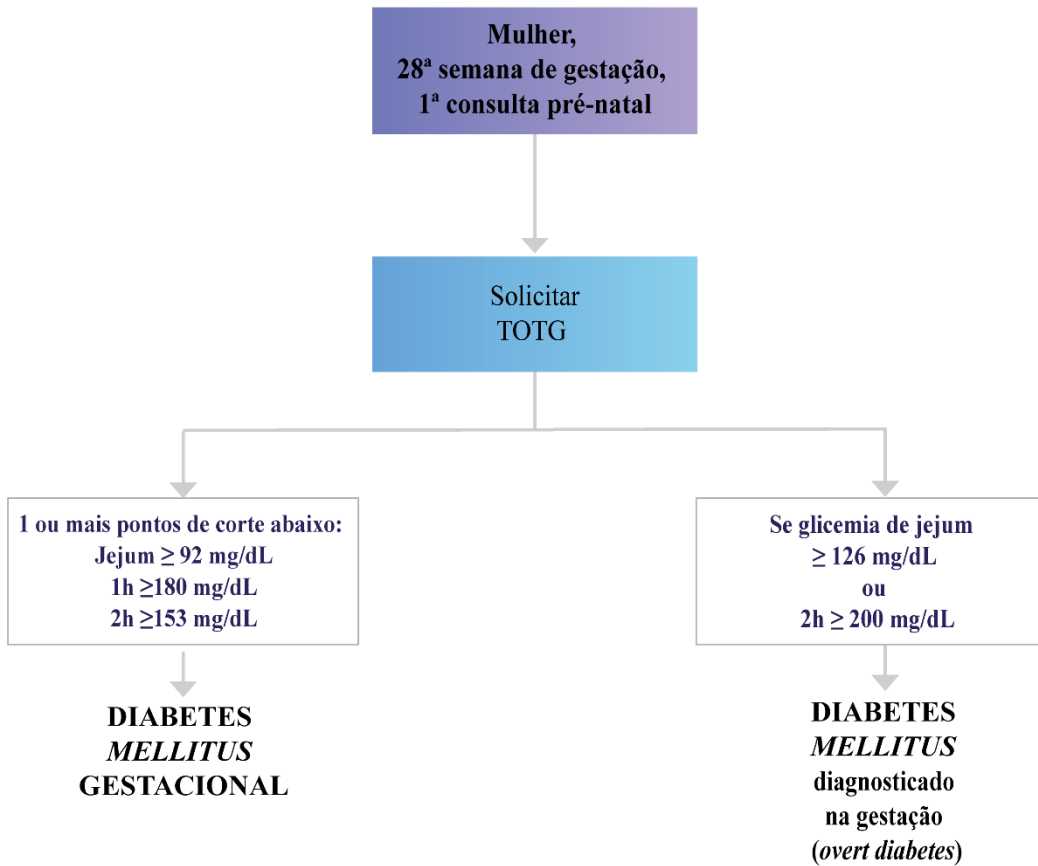 Mulher,
28ª semana de gestação,
1ª consulta pré-natal
Solicitar
TOTG
1 ou mais pontos de corte abaixo:
Jejum ≥ 92 mg/dL
1h ≥180 mg/dL
2h ≥153 mg/dL
DIABETES
MELLITUS
GESTACIONAL
Se glicemia de jejum
≥ 126 mg/dL
ou
2h ≥ 200 mg/dL
DIABETES
MELLITUS
diagnosticado
na gestação
(overt diabetes)